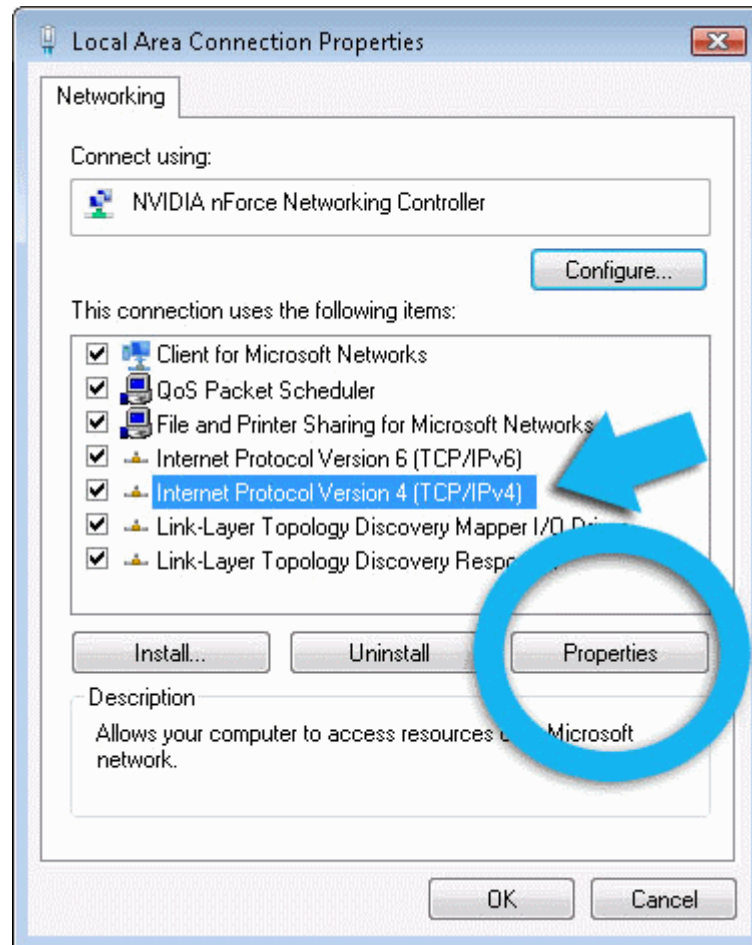 Local Area Connection Properties
Networking
Connect using:
NVIDIA nForce Networking Controller
Configure...
This connection uses the following items:
Client for Microsoft Networks
QoS Packet Scheduler
File and Printer Sharing for Microsoft Networks
Internet Protocol Version 6 (TCP/IPv6)
Internet Protocol Version 4 (TCP/IPv4)
Link-Layer Topology Discovery Mapper I/O
Link-Layer Topology Discovery
Install...
Uninstall
Properties
Description
Allows your computer to access resources Microsoft
network.
OK
Cancel